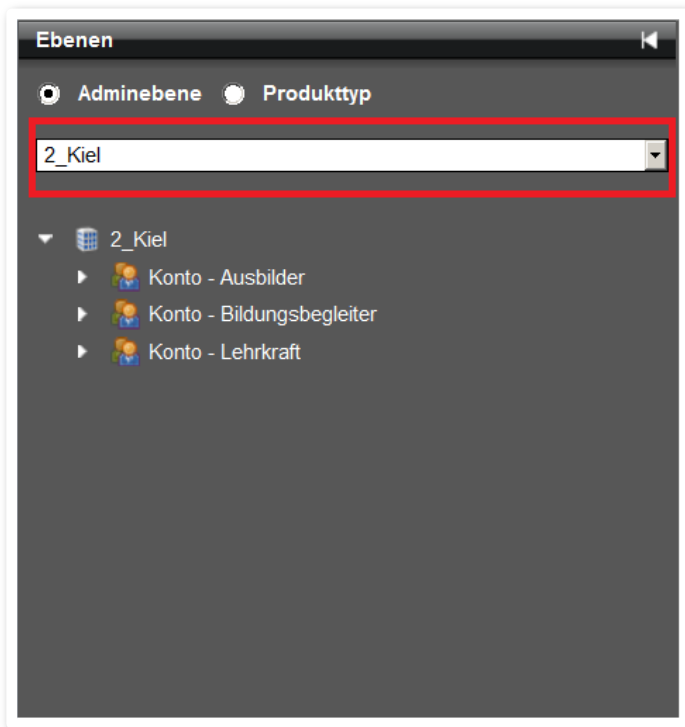 Ebenen
Adminebene Produkttyp
2_Kiel
2_Kiel
Konto - Ausbilder
Konto - Bildungsbegleiter
Konto - Lehrkraft